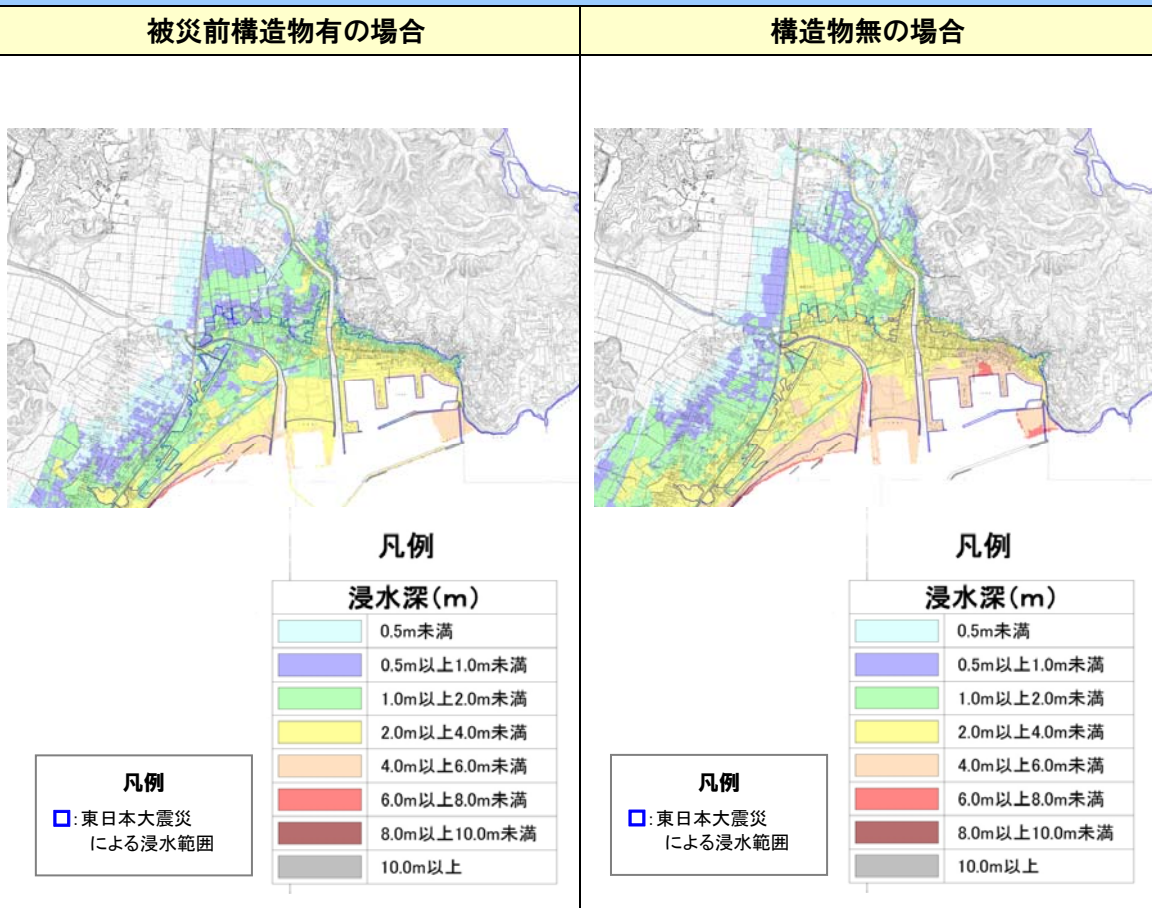 被災前構造物有の場合
構造物無の場合
凡例
浸水深(m)
0.5m未満
0.5m以上1.0m未満
1.0m以上2.0m未満
2.0m以上4.0m未満
4.0m以上6.0m未満
6.0m以上8.0m未満
8.0m以上10.0m未満
10.0m以上
凡例
:東日本大震災
による浸水範囲
凡例
浸水深(m)
0.5m未満
0.5m以上1.0m未満
1.0m以上2.0m未満
2.0m以上4.0m未満
4.0m以上6.0m未満
6.0m以上8.0m未満
8.0m以上10.0m未満
10.0m以上
凡例
:東日本大震災
による浸水範囲